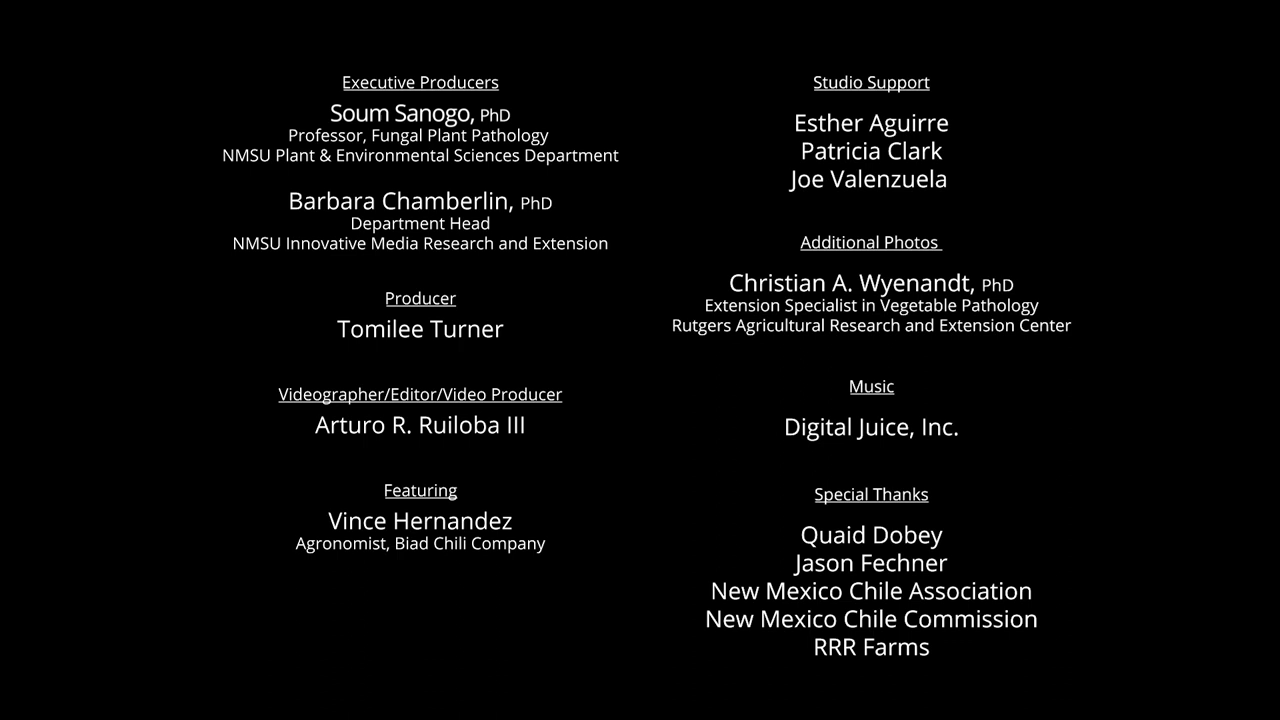 Executive Producers
Soum Sanogo, PhD
Professor, Fungal Plant Pathology
NMSU Plant & Environmental Sciences Department
Barbara Chamberlin, PhD
Department Head
NMSU Innovative Media Research and Extension
Producer
Tomilee Turner
Videographer/Editor/Video Producer
Arturo R. Ruiloba III
Featuring
Vince Hernandez
Agronomist, Biad Chili Company
Studio Support
Esther Aguirre
Patricia Clark
Joe Valenzuela
Additional Photos
Christian A. Wyenandt, PhD
Extension Specialist in Vegetable Pathology
Rutgers Agricultural Research and Extension Center
Music
Digital Juice, Inc.
Special Thanks
Quaid Dobey
Jason Fechner
New Mexico Chile Association
New Mexico Chile Commission
RRR Farms